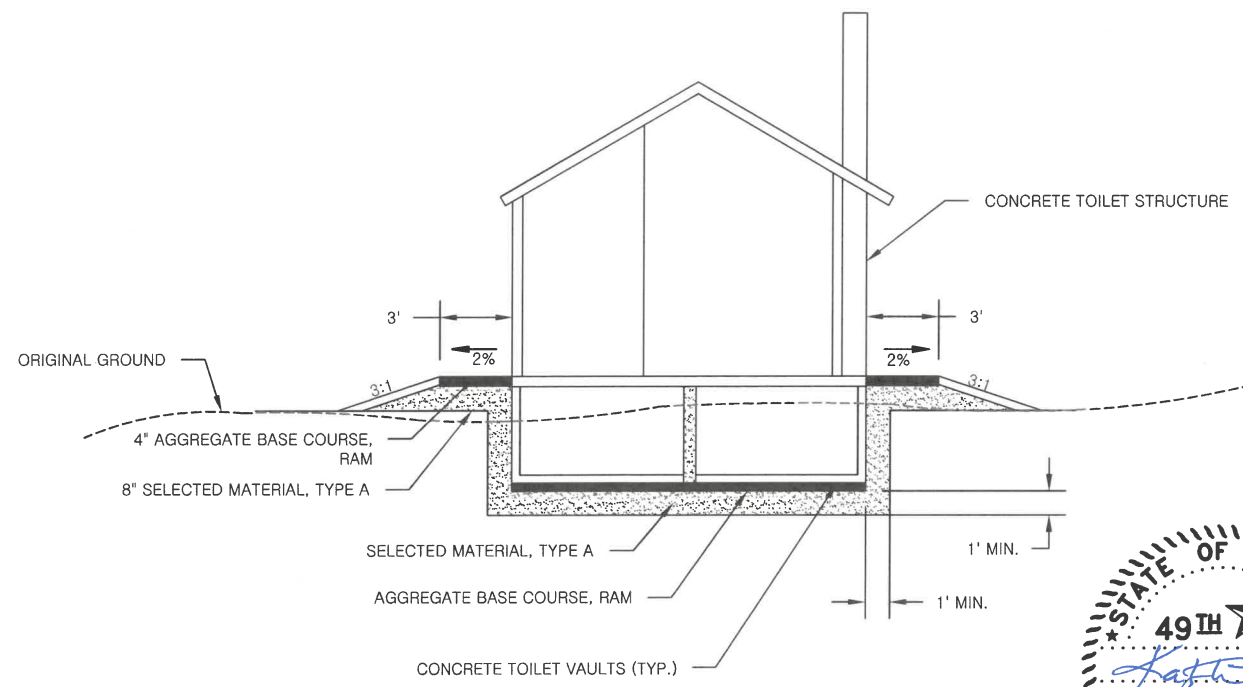 CONCRETE TOILET STRUCTURE
3'
3'
2%
2%
ORIGINAL GROUND
3:1
3:1
4" AGGREGATE BASE COURSE,
RAM
8" SELECTED MATERIAL, TYPE A
SELECTED MATERIAL, TYPE A
1' MIN.
AGGREGATE BASE COURSE, RAM
1' MIN.
CONCRETE TOILET VAULTS (TYP.)
STATE OF
49TH